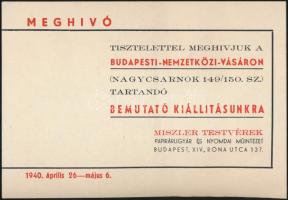 MEGHIVÓ
TISZTELETTEL MEGHIVJUK A
BUDAPESTI-NEMZETKÖZI-VÁSÁRON
(NAGYCSARNOK 149/150. SZ.)
TARTANDÓ
BEMUTATÓ KIÁLLITÁSUNKRA
MISZLER TESTVÉREK
PAPIRÁRUGYÁR ÉS NYOMDAI MŰINTÉZET
BUDAPEST, XIV., RÓNA UTCA 137.
1940. április 26—május 6.